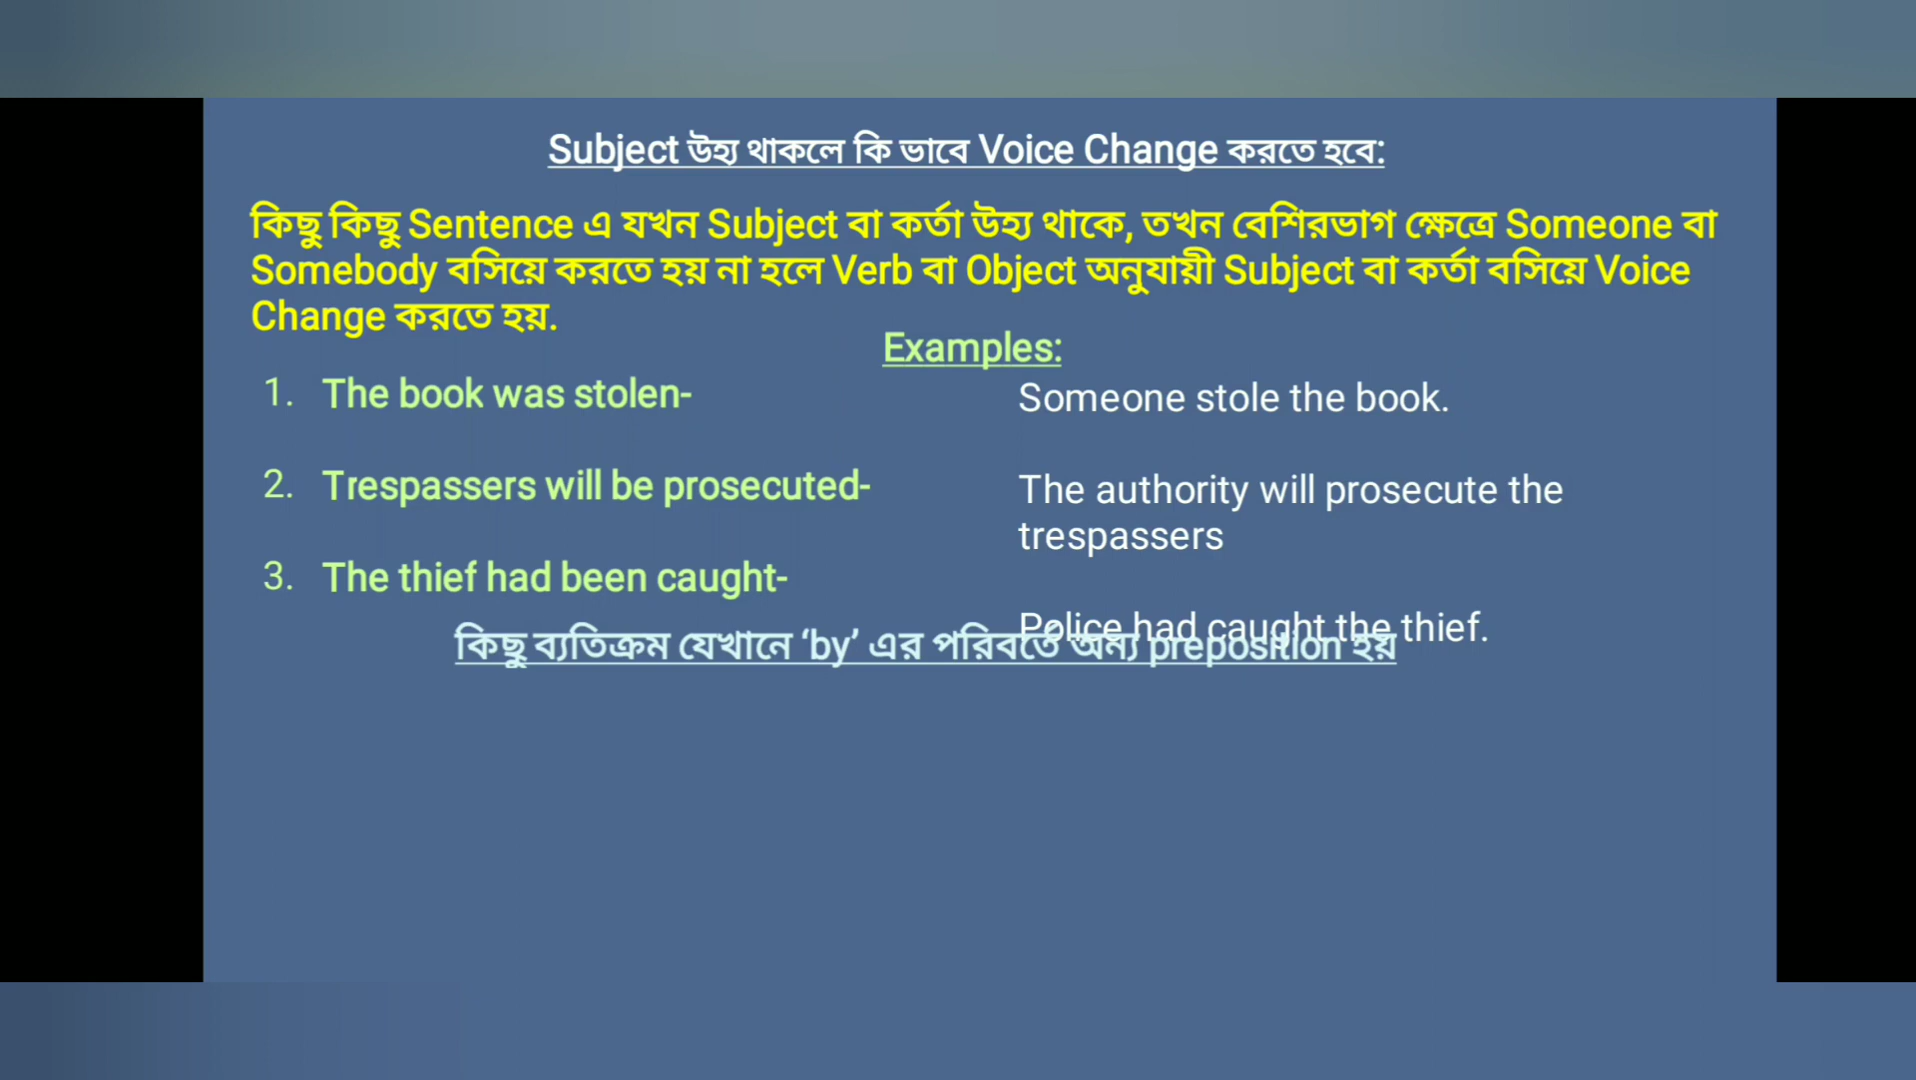 Subject উহ্য থাকলে কি ভাবে Voice Change করতে হবে:
কিছু কিছু Sentence এ যখন Subject বা কর্তা উহ্য থাকে, তখন বেশিরভাগ ক্ষেত্রে Someone বা
Somebody বসিয়ে করতে হয় না হলে Verb বা Object অনুযায়ী Subject বা কর্তা বসিয়ে Voice
Change করতে হয়.
Examples:
1. The book was stolen-
Someone stole the book.
2. Trespassers will be prosecuted-
The authority will prosecute the
trespassers
3. The thief had been caught-
Police had caught the thief.
কিছু ব্যতিক্রম যেখানে ‘by’ এর পরিবর্তে অন্য preposition হয়